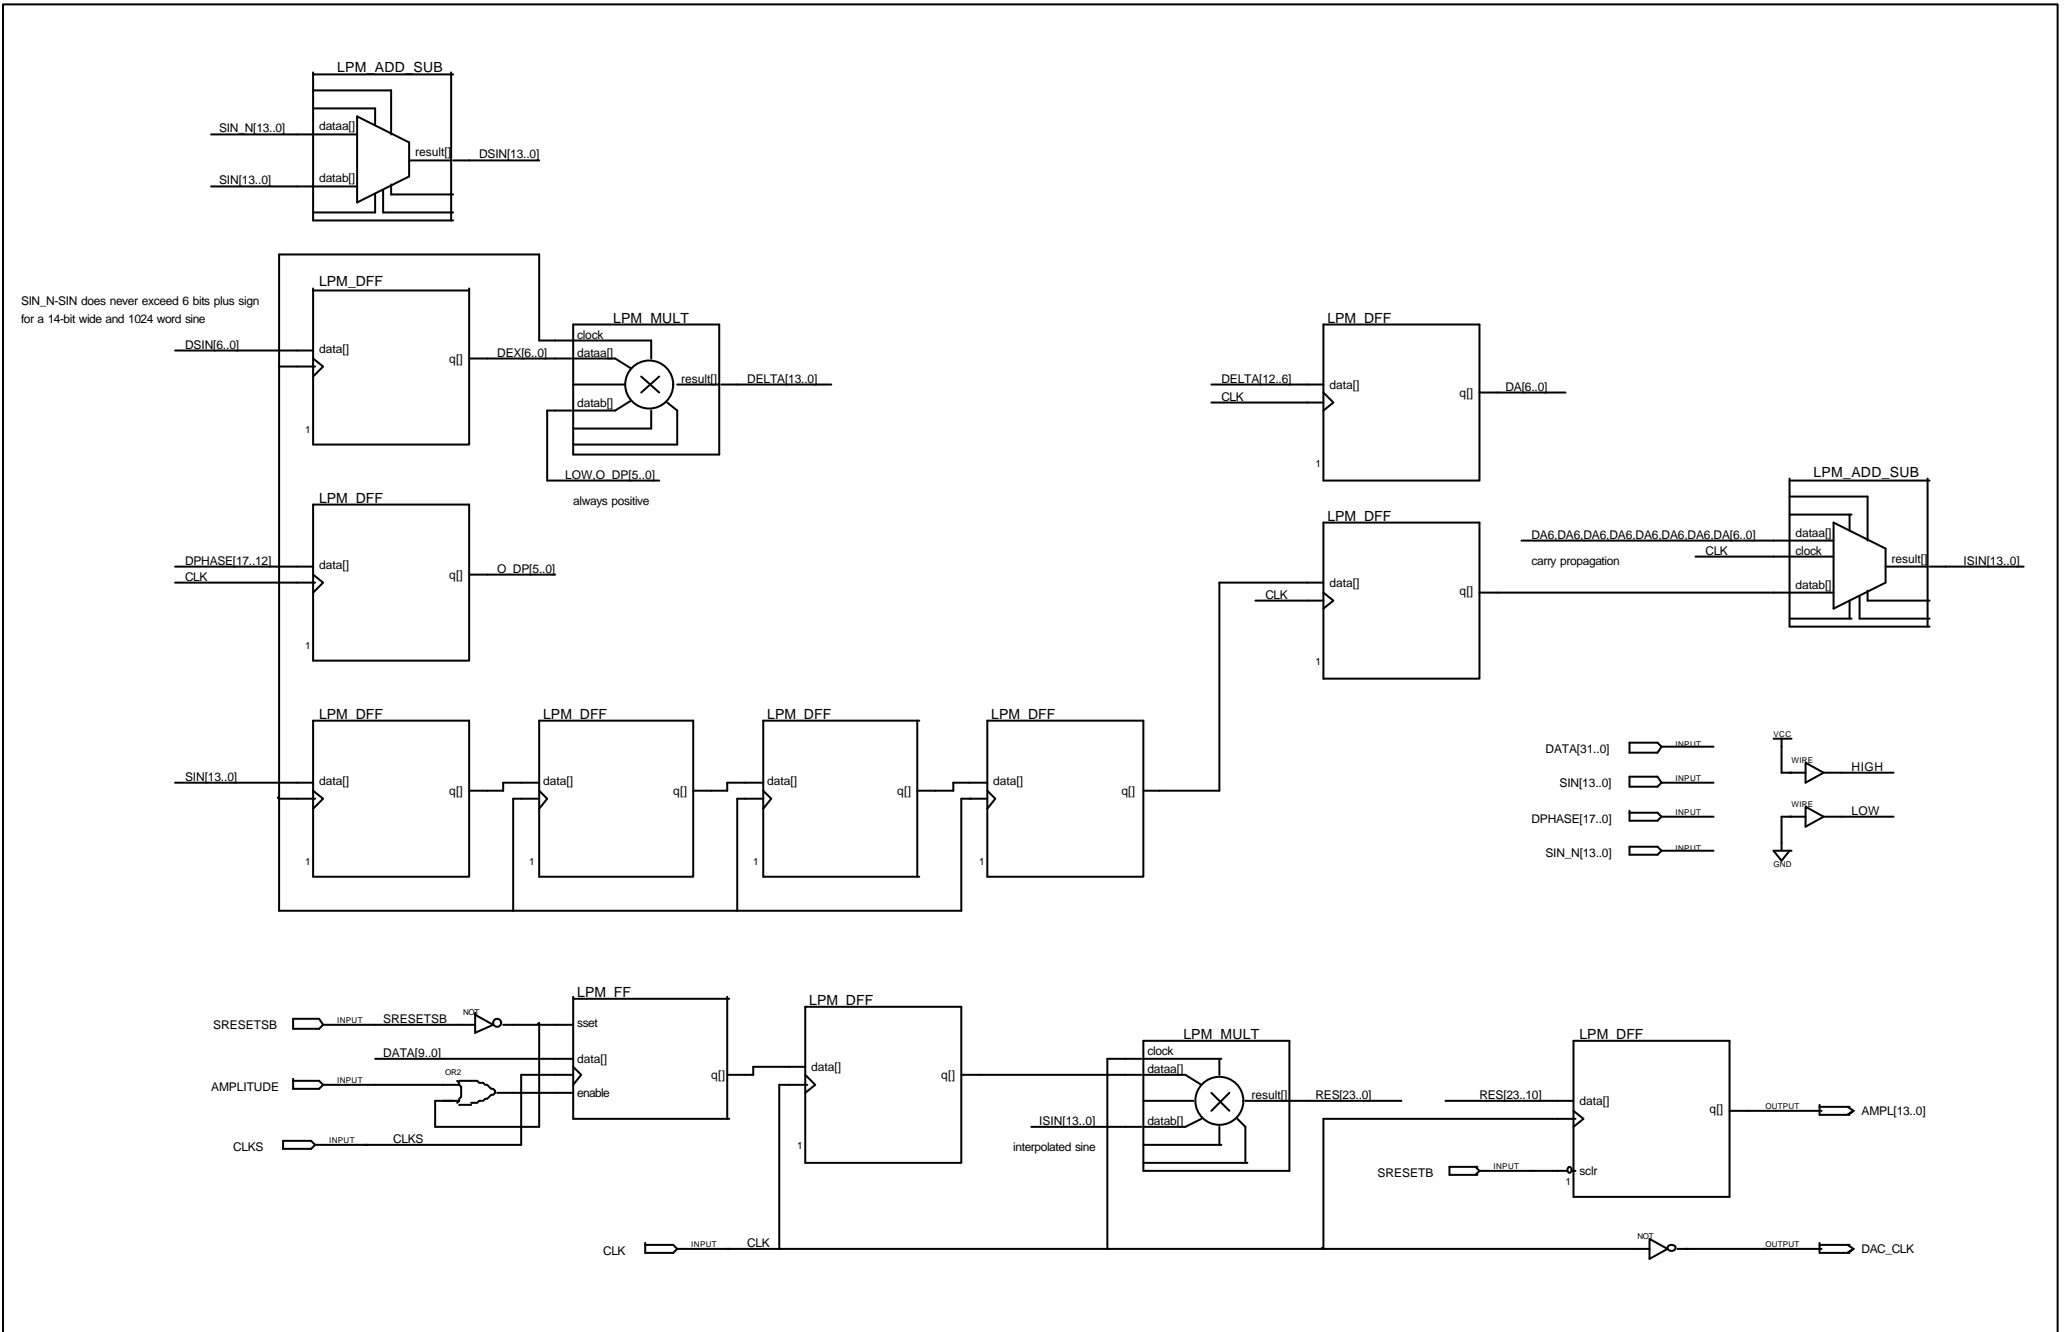 LPM_ADD_SUB
SIN_N[13..0]
dataa[]
result[]
DSIN[13..0]
SIN[13..0]
datab[]
SIN_N-SIN does never exceed 6 bits plus sign
for a 14-bit wide and 1024 word sine
LPM_DFF
DSIN[6..0]
data[]
q[]
1
DEX[6..0]
LPM_MULT
clock
dataa[]
result[]
DELTA[13..0]
datab[]
LOW,O_DP[5..0]
always positive
LPM_DFF
DELTA[12..6]
data[]
CLK
q[]
DA[6..0]
1
LPM_DFF
DPHASE[17..12]
data[]
CLK
q[]
O_DP[5..0]
1
LPM_DFF
data[]
CLK
q[]
1
LPM_ADD_SUB
DA6,DA6,DA6,DA6,DA6,DA6,DA6,DA[6..0]
dataa[]
carry propagation
CLK
clock
result[]
ISIN[13..0]
datab[]
LPM_DFF
SIN[13..0]
data[]
q[]
1
LPM_DFF
data[]
q[]
1
LPM_DFF
data[]
q[]
1
LPM_DFF
data[]
q[]
1
DATA[31..0]
INPUT
SIN[13..0]
INPUT
DPHASE[17..0]
INPUT
SIN_N[13..0]
INPUT
VCC
WIRE
HIGH
WIRE
LOW
GND
LPM_FF
SRESETSB
INPUT
SRESETSB
NOT
sset
DATA[9..0]
data[]
AMPLITUDE
INPUT
OR2
enable
q[]
CLKS
INPUT
CLKS
LPM_DFF
data[]
q[]
1
LPM_MULT
clock
dataa[]
result[]
RES[23..0]
ISIN[13..0]
datab[]
interpolated sine
LPM_DFF
RES[23..10]
data[]
q[]
OUTPUT
AMPL[13..0]
SRESETB
INPUT
sclr
1
CLK
INPUT
CLK
NOT
OUTPUT
DAC_CLK